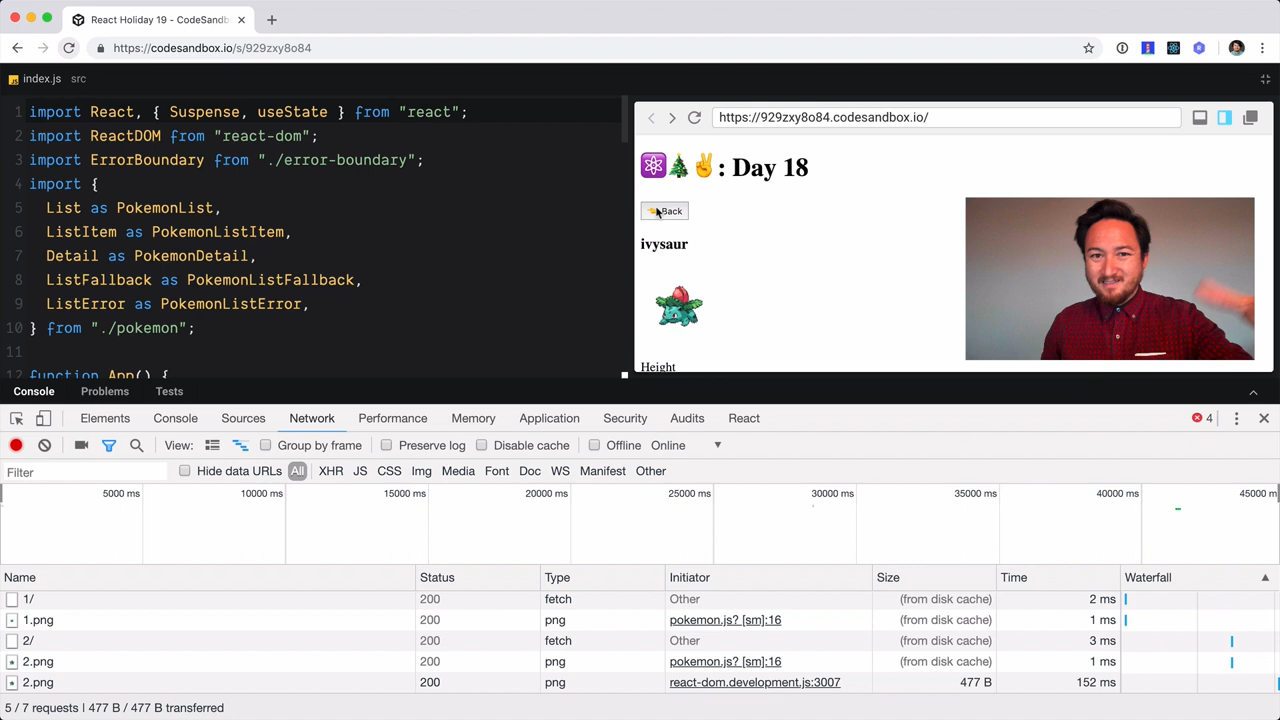 React Holiday 19 - CodeSandb
https://codesandbox.io/s/929zxy8o84
index.js src
1 import React, { Suspense, useState } from "react";
2 import ReactDOM from "react-dom";
3 import ErrorBoundary from "./error-boundary";
4 import {
5 List as PokemonList,
6 ListItem as PokemonListItem,
7 Detail as PokemonDetail,
8 ListFallback as PokemonListFallback,
9 ListError as PokemonListError,
10 } from "./pokemon";
11
12 function App() {
https://929zxy8o84.codesandbox.io/
⚛️🎄✌️: Day 18
👈 Back
ivysaur
Height
Console Problems Tests
Elements Console Sources Network Performance Memory Application Security Audits React 4
View: Group by frame Preserve log Disable cache Offline Online
Filter Hide data URLs All XHR JS CSS Img Media Font Doc WS Manifest Other
5000 ms 10000 ms 15000 ms 20000 ms 25000 ms 30000 ms 35000 ms 40000 ms 45000 ms
Name Status Type Initiator Size Time Waterfall
1/ 200 fetch Other (from disk cache) 2 ms
1.png 200 png pokemon.js? [sm]:16 (from disk cache) 1 ms
2/ 200 fetch Other (from disk cache) 3 ms
2.png 200 png pokemon.js? [sm]:16 (from disk cache) 1 ms
2.png 200 png react-dom.development.js:3007 477 B 152 ms
5 / 7 requests | 477 B / 477 B transferred